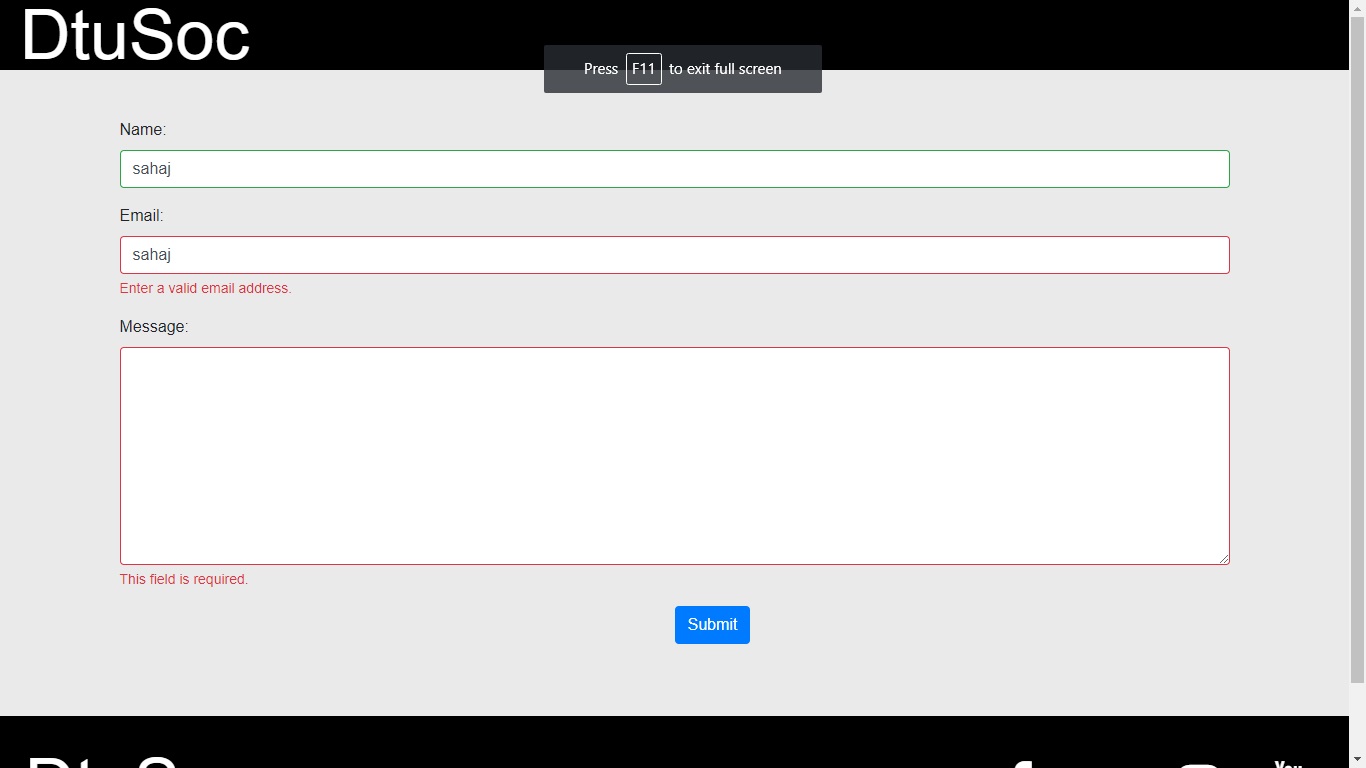 DtuSoc
Press F11 to exit full screen
Name:
sahaj
Email:
sahaj
Enter a valid email address.
Message:
This field is required.
Submit